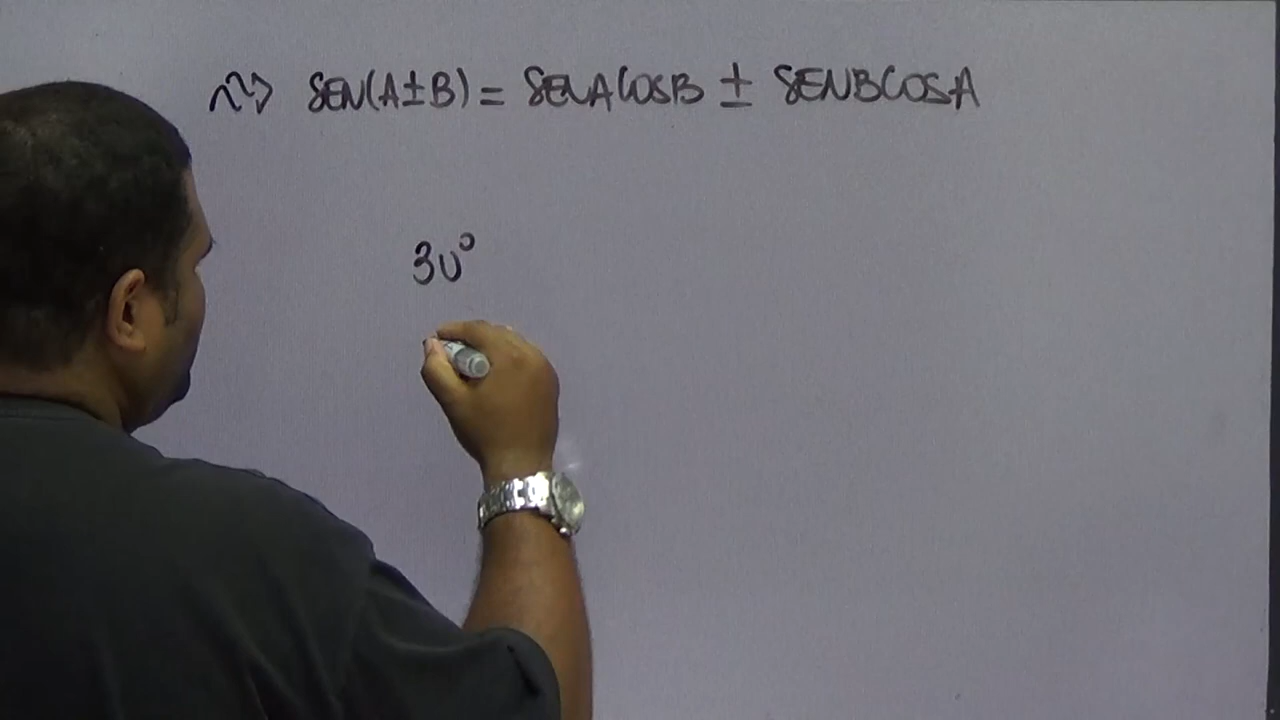 ~> SEN(A±B) = SENACOSB ± SENBCOSA
30°